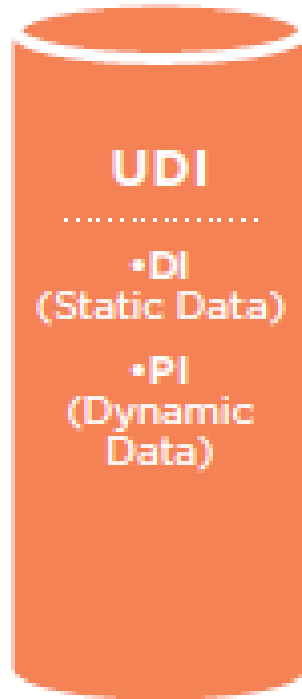 UDI
•DI
(Static Data)
•PI
(Dynamic
Data)